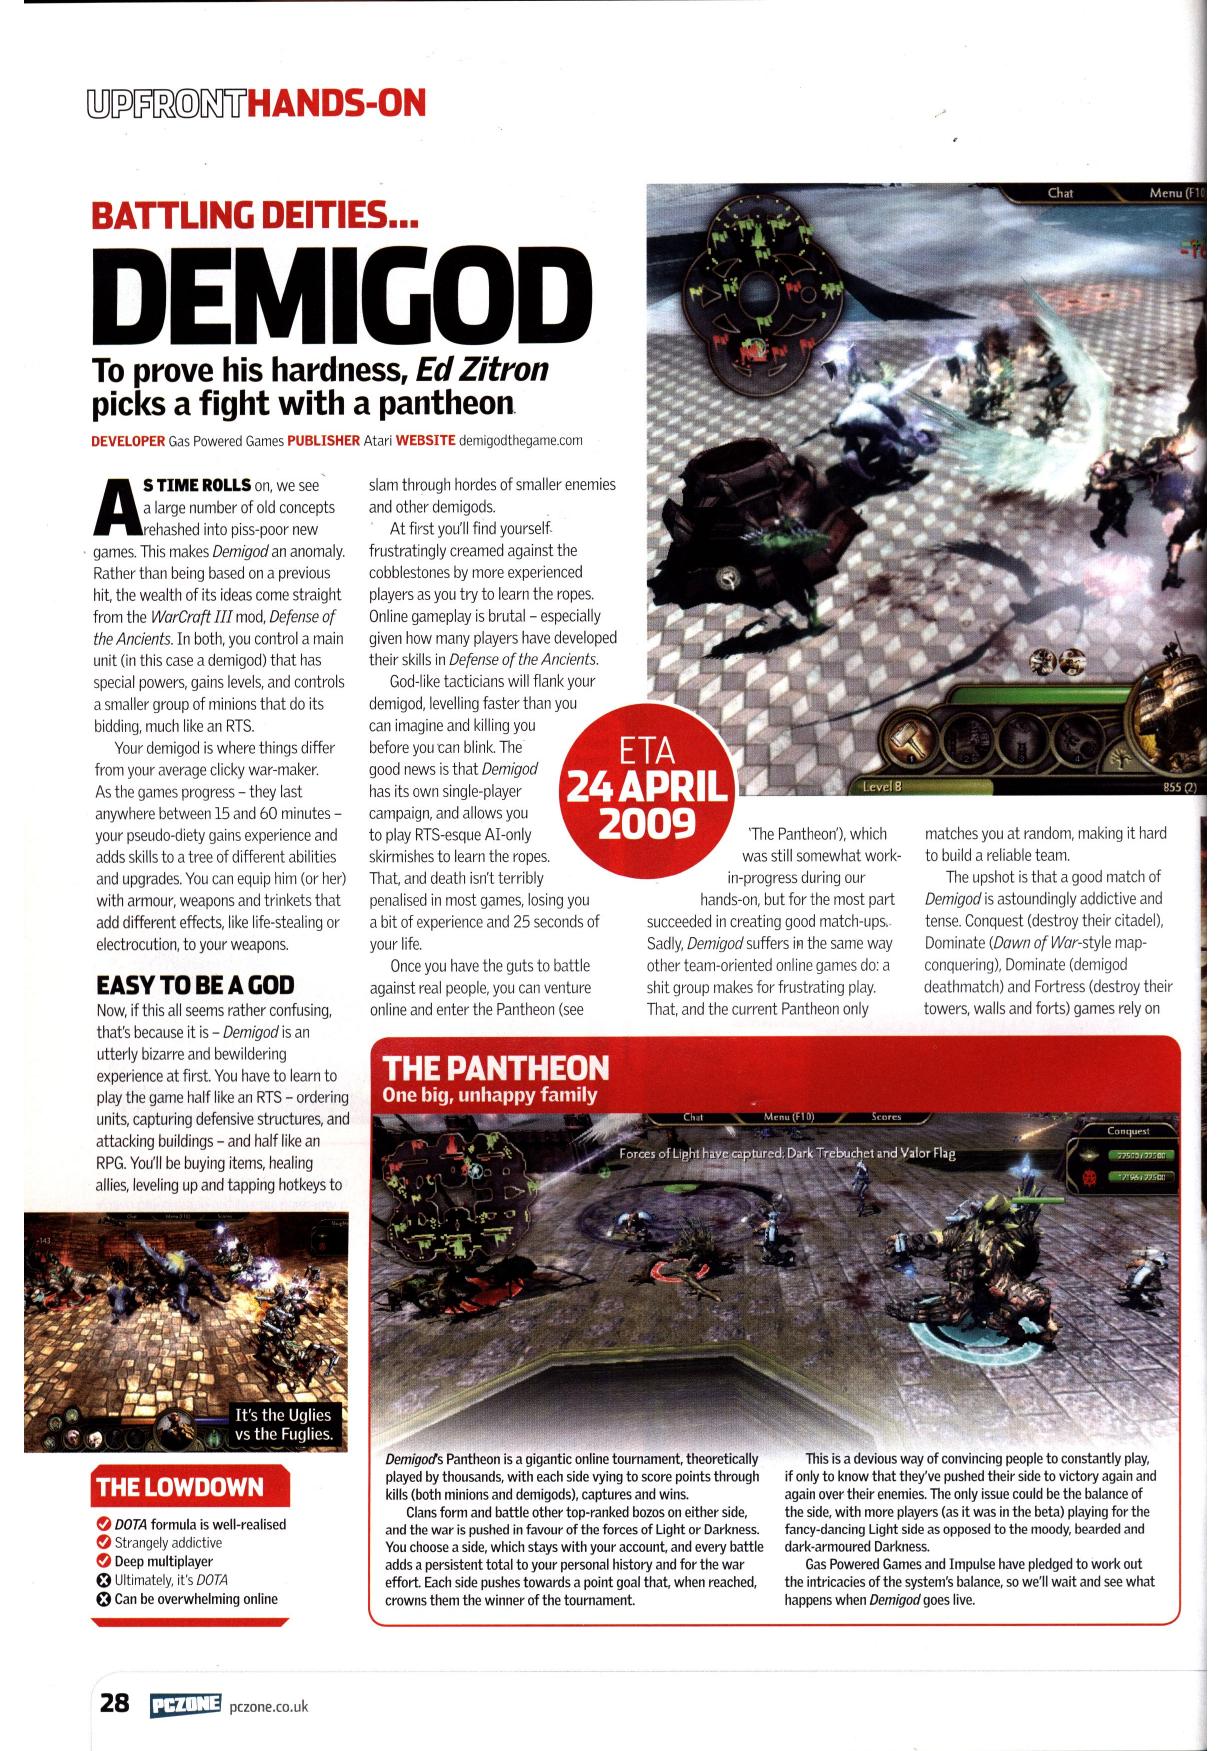 UPFRONTHANDS-ON
BATTLING DEITIES...
DEMIGOD
To prove his hardness, Ed Zitron
picks a fight with a pantheon
DEVELOPER Gas Powered Games PUBLISHER Atari WEBSITE demigodthegame.com
AS TIME ROLLS on, we see
a large number of old concepts
rehashed into piss-poor new
games. This makes Demigod an anomaly.
Rather than being based on a previous
hit, the wealth of its ideas come straight
from the WarCraft III mod, Defense of
the Ancients. In both, you control a main
unit (in this case a demigod) that has
special powers, gains levels, and controls
a smaller group of minions that do its
bidding, much like an RTS.
Your demigod is where things differ
from your average clicky war-maker.
As the games progress – they last
anywhere between 15 and 60 minutes –
your pseudo-diety gains experience and
adds skills to a tree of different abilities
and upgrades. You can equip him (or her)
with armour, weapons and trinkets that
add different effects, like life-stealing or
electrocution, to your weapons.
EASY TO BE A GOD
Now, if this all seems rather confusing,
that's because it is – Demigod is an
utterly bizarre and bewildering
experience at first. You have to learn to
play the game half like an RTS – ordering
units, capturing defensive structures, and
attacking buildings – and half like an
RPG. You'll be buying items, healing
allies, leveling up and tapping hotkeys to
slam through hordes of smaller enemies
and other demigods.
At first you'll find yourself
frustratingly creamed against the
cobblestones by more experienced
players as you try to learn the ropes.
Online gameplay is brutal – especially
given how many players have developed
their skills in Defense of the Ancients.
God-like tacticians will flank your
demigod, levelling faster than you
can imagine and killing you
before you can blink. The
good news is that Demigod
has its own single-player
campaign, and allows you
to play RTS-esque AI-only
skirmishes to learn the ropes.
That, and death isn't terribly
penalised in most games, losing you
a bit of experience and 25 seconds of
your life.
Once you have the guts to battle
against real people, you can venture
online and enter the Pantheon (see
'The Pantheon'), which
was still somewhat work-
in-progress during our
hands-on, but for the most part
succeeded in creating good match-ups.
Sadly, Demigod suffers in the same way
other team-oriented online games do: a
shit group makes for frustrating play.
That, and the current Pantheon only
matches you at random, making it hard
to build a reliable team.
The upshot is that a good match of
Demigod is astoundingly addictive and
tense. Conquest (destroy their citadel),
Dominate (Dawn of War-style map-
conquering), Dominate (demigod
deathmatch) and Fortress (destroy their
towers, walls and forts) games rely on
Chat
Menu (F10
Level 8
855 (2)
ETA
24 APRIL
2009
THE PANTHEON
One big, unhappy family
Chat
Menu (F10)
Scores
Forces of Light have captured: Dark Trebuchet and Valor Flag
Conquest
Demigod's Pantheon is a gigantic online tournament, theoretically
played by thousands, with each side vying to score points through
kills (both minions and demigods), captures and wins.
Clans form and battle other top-ranked bozos on either side,
and the war is pushed in favour of the forces of Light or Darkness.
You choose a side, which stays with your account, and every battle
adds a persistent total to your personal history and for the war
effort. Each side pushes towards a point goal that, when reached,
crowns them the winner of the tournament.
This is a devious way of convincing people to constantly play,
if only to know that they've pushed their side to victory again and
again over their enemies. The only issue could be the balance of
the side, with more players (as it was in the beta) playing for the
fancy-dancing Light side as opposed to the moody, bearded and
dark-armoured Darkness.
Gas Powered Games and Impulse have pledged to work out
the intricacies of the system's balance, so we'll wait and see what
happens when Demigod goes live.
It's the Uglies
vs the Fuglies.
THE LOWDOWN
DOTA formula is well-realised
Strangely addictive
Deep multiplayer
Ultimately, it's DOTA
Can be overwhelming online
28 PCZONE pczone.co.uk